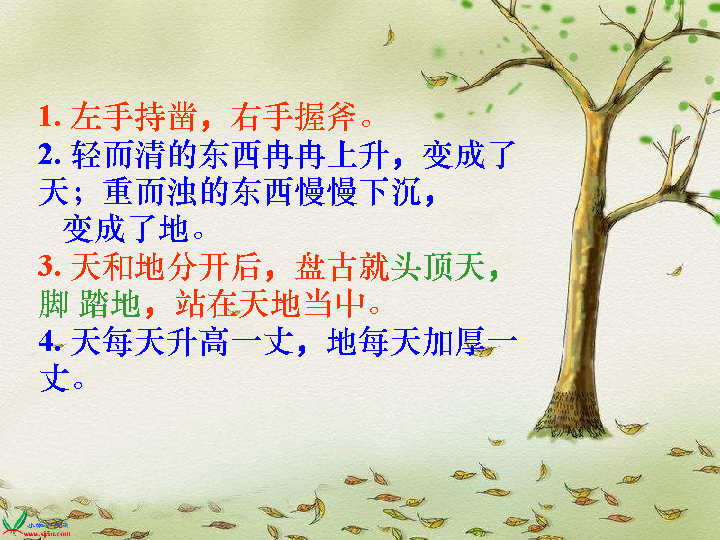 1. 左手持凿，右手握斧。
2. 轻而清的东西冉冉上升，变成了
天；重而浊的东西慢慢下沉，
变成了地。
3. 天和地分开后，盘古就头顶天，
脚 踏地，站在天地当中。
4. 天每天升高一丈，地每天加厚一
丈。